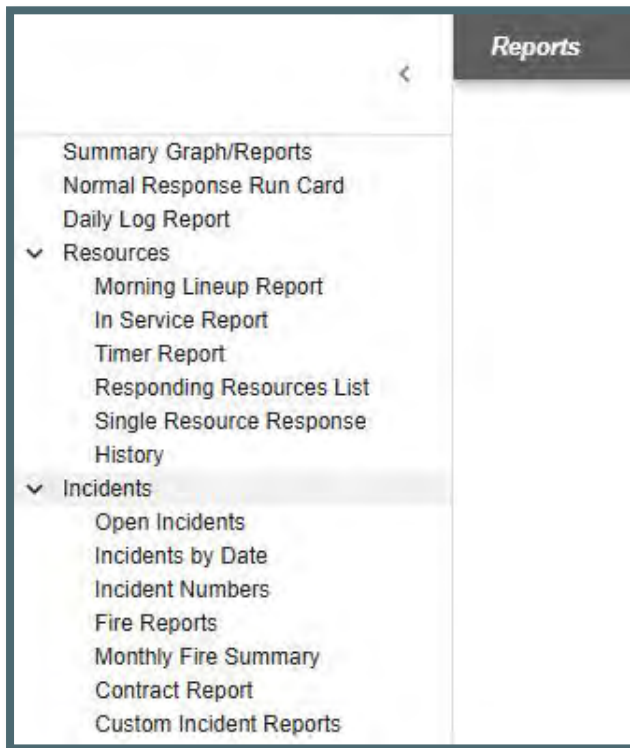 Reports
Summary Graph/Reports
Normal Response Run Card
Daily Log Report
Resources
Morning Lineup Report
In Service Report
Timer Report
Responding Resources List
Single Resource Response
History
Incidents
Open Incidents
Incidents by Date
Incident Numbers
Fire Reports
Monthly Fire Summary
Contract Report
Custom Incident Reports